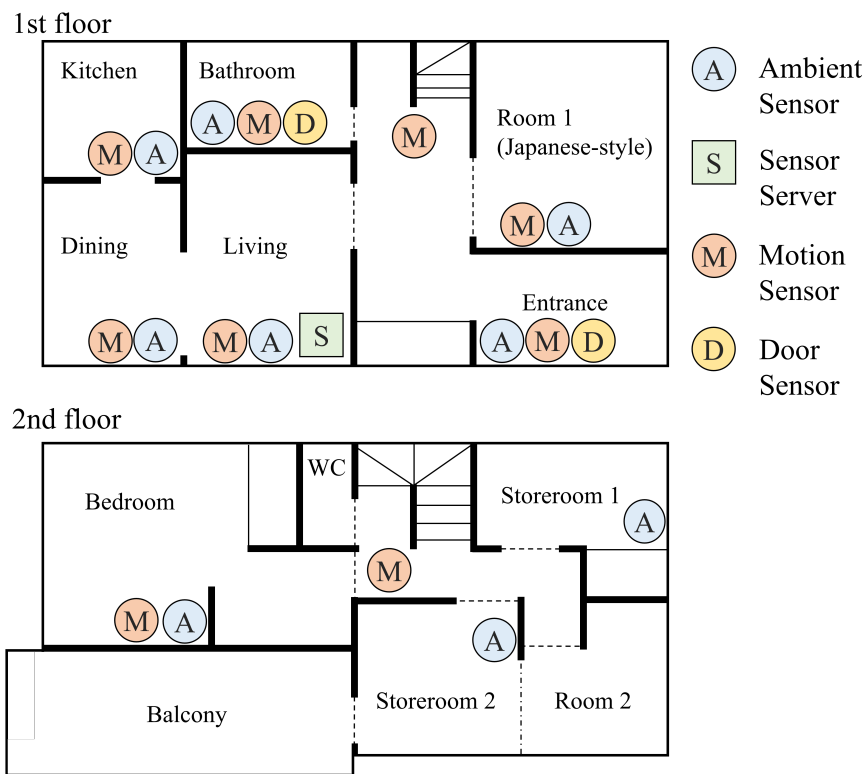 1st floor
Kitchen
Bathroom
A M D
M A
M
Room 1
(Japanese-style)
M A
Dining
Living
Entrance
M A
M A S
A M D
A Ambient
Sensor
S Sensor
Server
M Motion
Sensor
D Door
Sensor
2nd floor
Bedroom
WC
Storeroom 1
A
M
M A
A
Storeroom 2
Room 2
Balcony